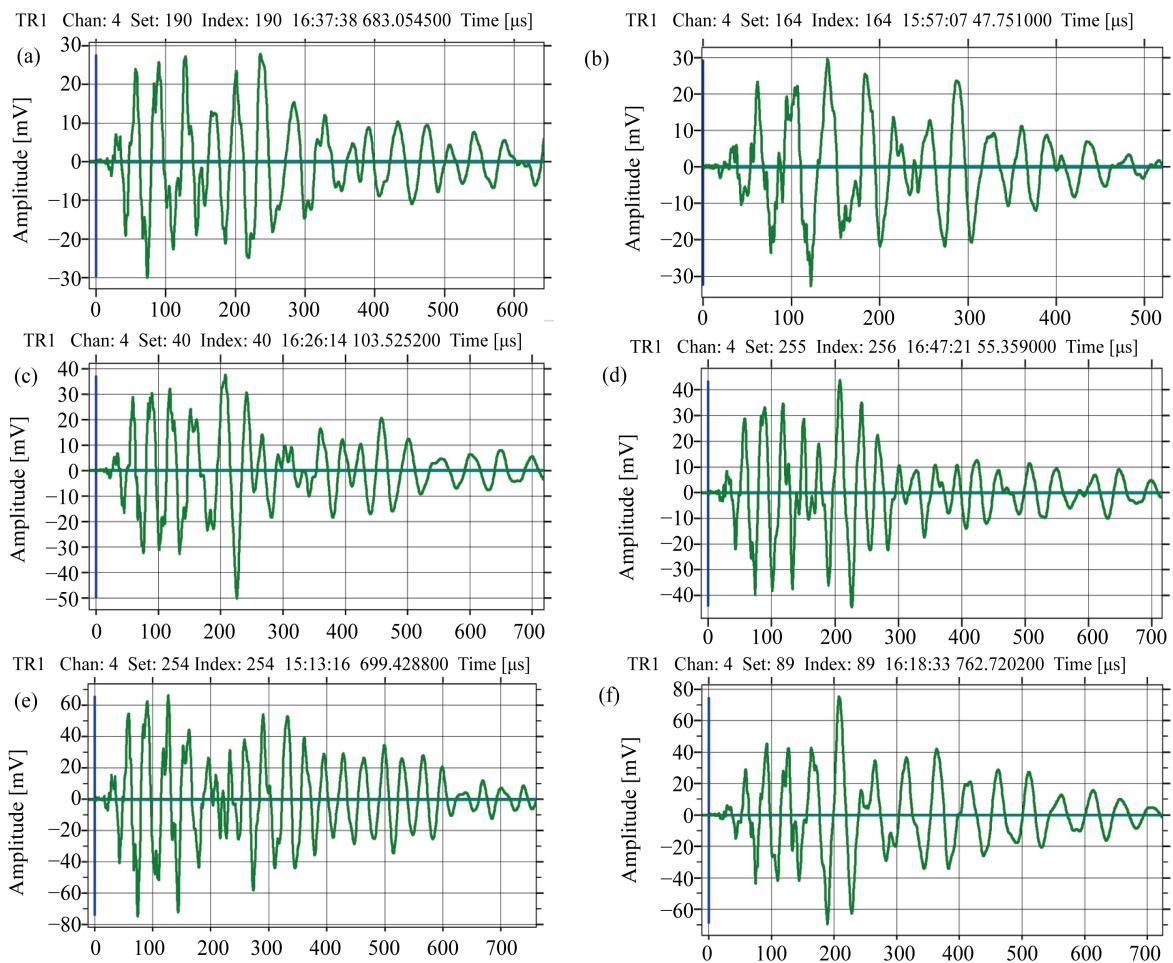 TR1 Chan: 4 Set: 190 Index: 190 16:37:38 683.054500 Time [μs]
(a)
Amplitude [mV]
30
20
10
0
−10
−20
−30
0 100 200 300 400 500 600
TR1 Chan: 4 Set: 164 Index: 164 15:57:07 47.751000 Time [μs]
(b)
Amplitude [mV]
30
20
10
0
−10
−20
−30
0 100 200 300 400 500
TR1 Chan: 4 Set: 40 Index: 40 16:26:14 103.525200 Time [μs]
(c)
Amplitude [mV]
40
30
20
10
0
−10
−20
−30
−40
−50
0 100 200 300 400 500 600 700
TR1 Chan: 4 Set: 255 Index: 256 16:47:21 55.359000 Time [μs]
(d)
Amplitude [mV]
40
30
20
10
0
−10
−20
−30
−40
0 100 200 300 400 500 600 700
TR1 Chan: 4 Set: 254 Index: 254 15:13:16 699.428800 Time [μs]
(e)
Amplitude [mV]
60
40
20
0
−20
−40
−60
−80
0 100 200 300 400 500 600 700
TR1 Chan: 4 Set: 89 Index: 89 16:18:33 762.720200 Time [μs]
(f)
Amplitude [mV]
80
60
40
20
0
−20
−40
−60
0 100 200 300 400 500 600 700